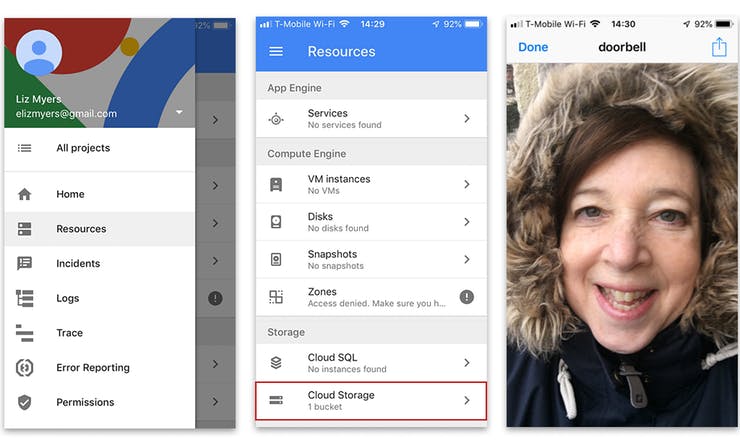 92%
Liz Myers
elizmyers@gmail.com
All projects
Home
Resources
Incidents
Logs
Trace
Error Reporting
Permissions
T-Mobile Wi-Fi 14:29 92%
Resources
App Engine
Services
No services found
Compute Engine
VM instances
No VMs
Disks
No disks found
Snapshots
No snapshots
Zones
Access denied. Make sure you h...
Storage
Cloud SQL
No instances found
Cloud Storage
1 bucket
T-Mobile Wi-Fi 14:30 92%
Done doorbell